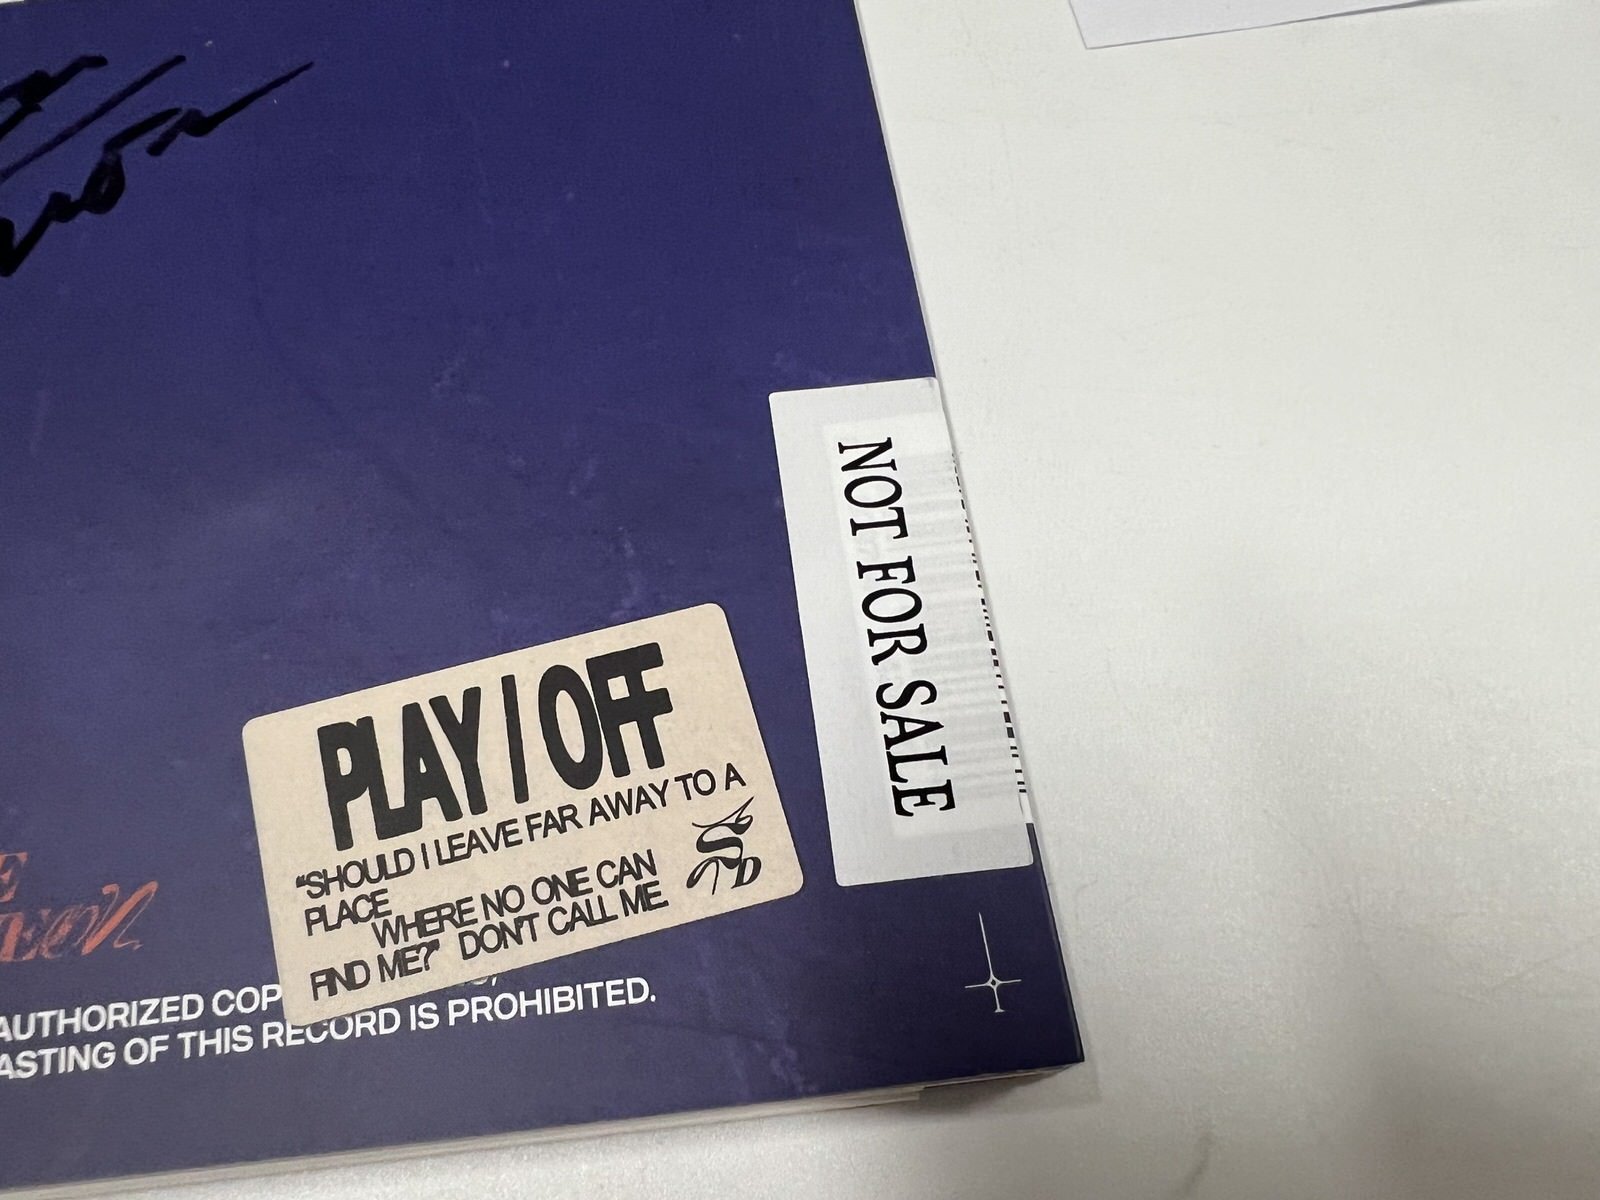 NOT FOR SALE
PLAY / OFF
"SHOULD I LEAVE FAR AWAY TO A
PLACE
WHERE NO ONE CAN
FIND ME?" DON'T CALL ME.
AUTHORIZED COP
ASTING OF THIS RECORD IS PROHIBITED.